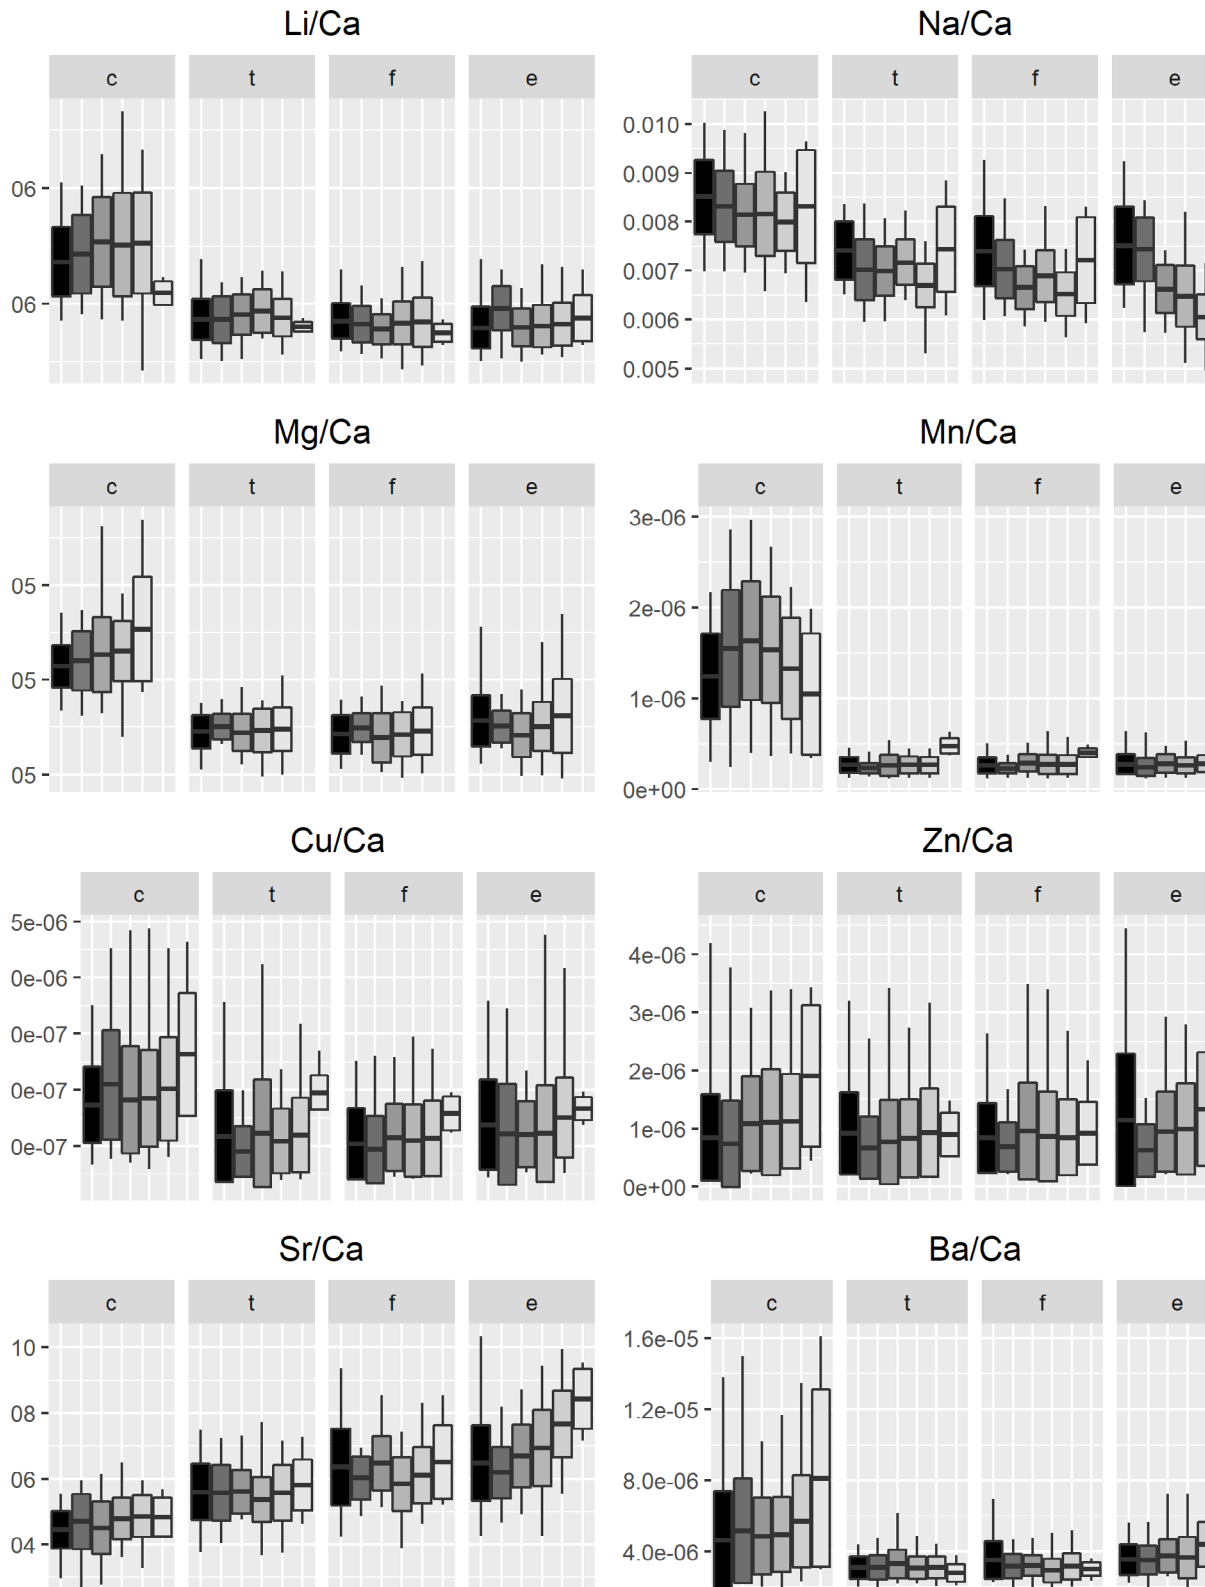 Li/Ca
c t f e
06
06
Na/Ca
c t f e
0.010
0.009
0.008
0.007
0.006
0.005
Mg/Ca
c t f e
05
05
05
Mn/Ca
c t f e
3e-06
2e-06
1e-06
0e+00
Cu/Ca
c t f e
5e-06
0e-06
0e-07
0e-07
0e-07
Zn/Ca
c t f e
4e-06
3e-06
2e-06
1e-06
0e+00
Sr/Ca
c t f e
10
08
06
04
Ba/Ca
c t f e
1.6e-05
1.2e-05
8.0e-06
4.0e-06